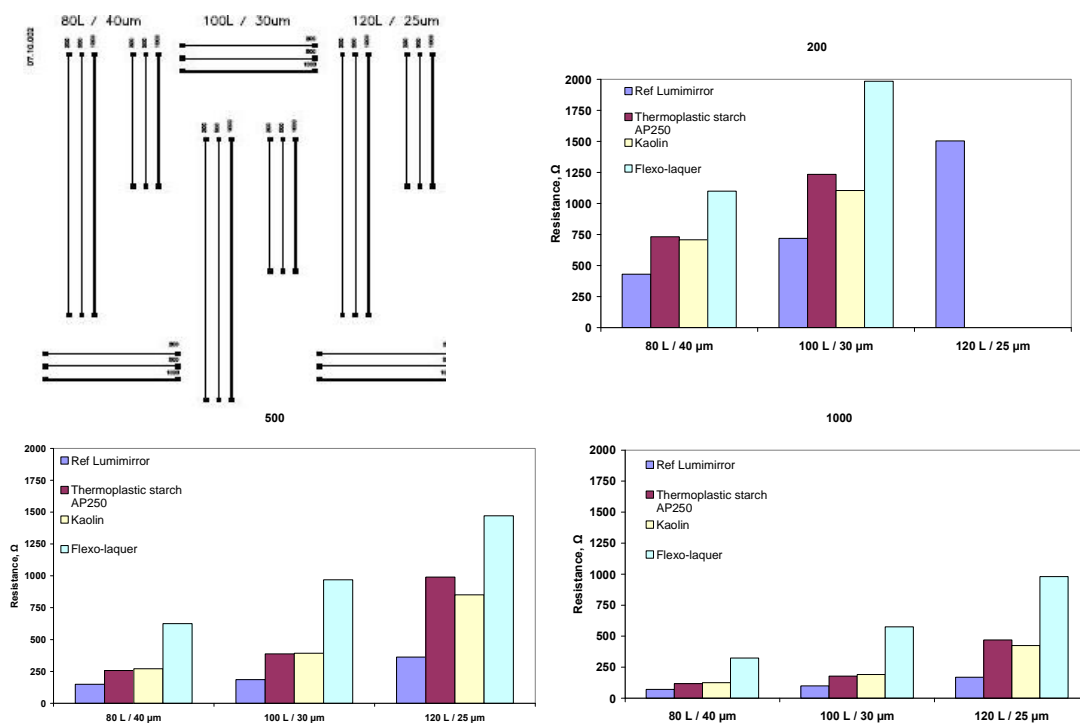 80L / 40um
100L / 30um
120L / 25um
07.10.002
200
2000
1750
1500
1250
1000
750
500
250
0
Resistance, Ω
Ref Lumimirror
Thermoplastic starch
AP250
Kaolin
Flexo-laquer
80 L / 40 µm
100 L / 30 µm
120 L / 25 µm
500
2000
1750
1500
1250
1000
750
500
250
0
Resistance, Ω
Ref Lumimirror
Thermoplastic starch
AP250
Kaolin
Flexo-laquer
80 L / 40 µm
100 L / 30 µm
120 L / 25 µm
1000
2000
1750
1500
1250
1000
750
500
250
0
Resistance, Ω
Ref Lumimirror
Thermoplastic starch
AP250
Kaolin
Flexo-laquer
80 L / 40 µm
100 L / 30 µm
120 L / 25 µm